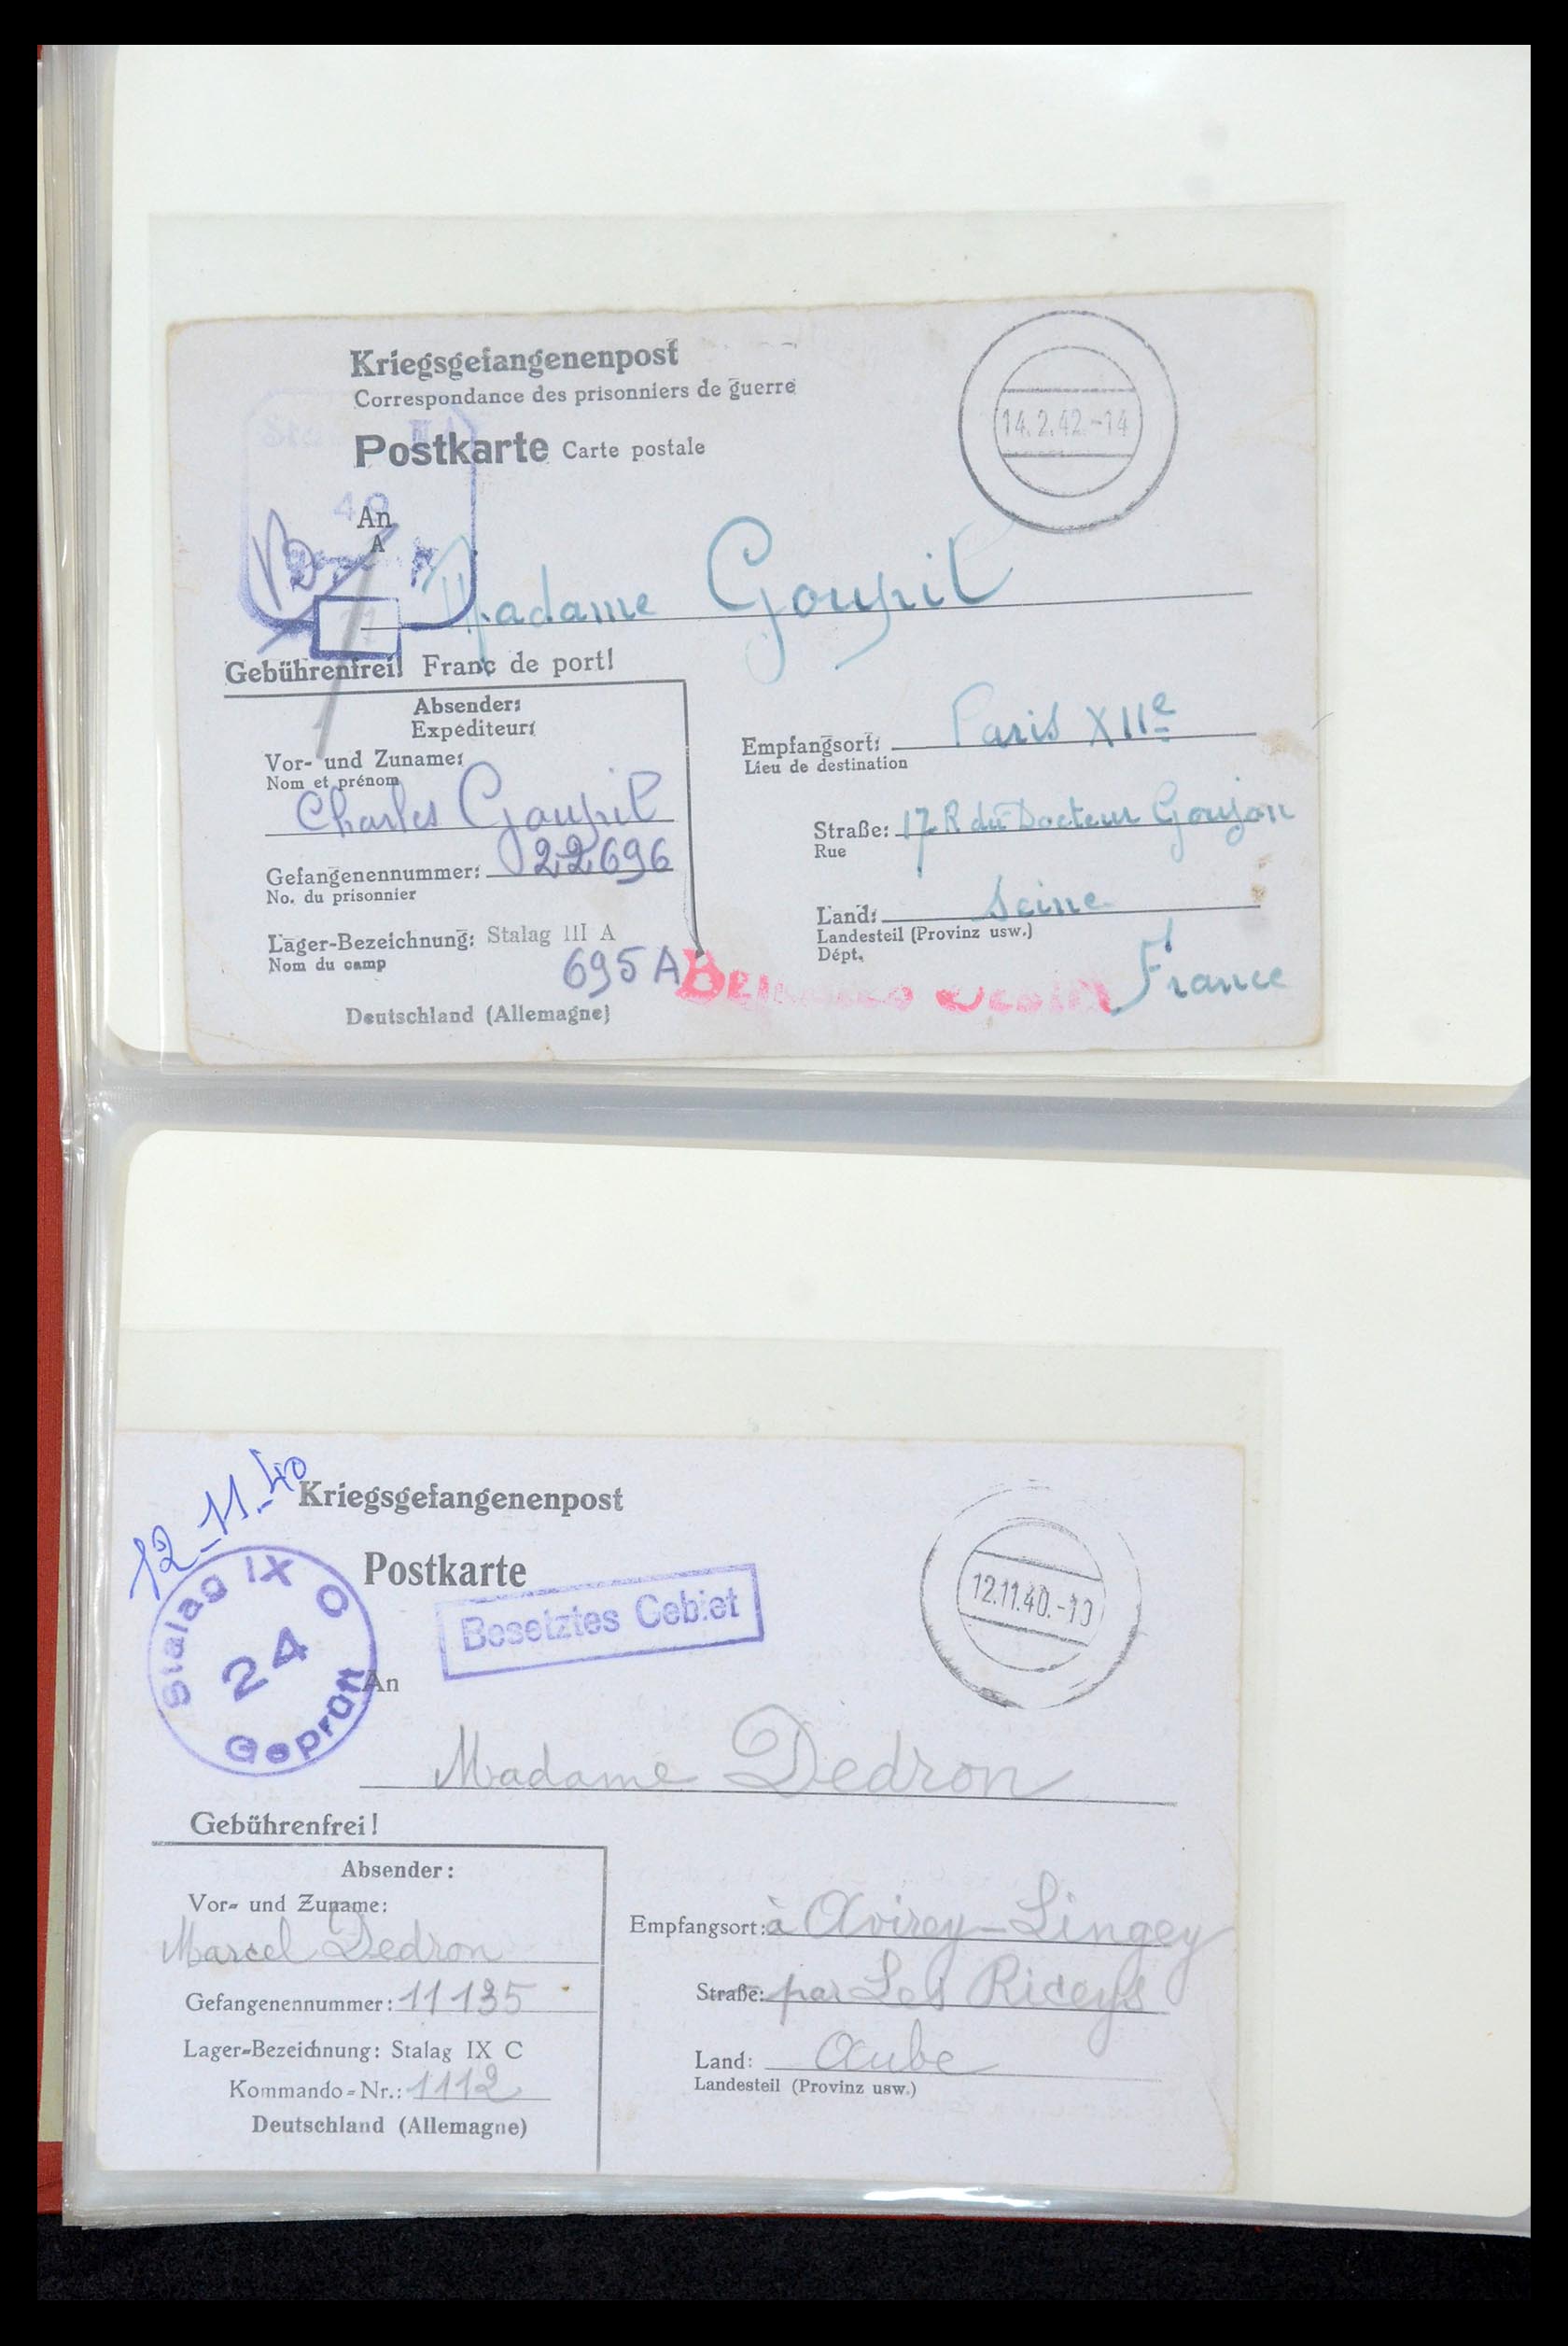 Kriegsgefangenenpost
Correspondance des prisonniers de guerre
Postkarte Carte postale
14.2.42.-14
40
An
A
Madame Goupil
Gebührenfrei! Franc de port!
Absender:
Expéditeur:
Vor- und Zuname:
Nom et prénom
Charles Goupil
Gefangenennummer: 22696
No. du prisonnier
Lager-Bezeichnung: Stalag III A
Nom du camp
695 A
Deutschland (Allemagne)
Empfangsort: Paris XIIe
Lieu de destination
Straße: 17 R du Docteur Goujon
Rue
Land: Seine
Landesteil (Provinz usw.)
Dépt.
France
12-11-40
Kriegsgefangenenpost
Postkarte
Stalag IX C
24
Geprüft
Besetztes Gebiet
12.11.40.-10
An
Madame Dedron
Gebührenfrei!
Absender:
Vor- und Zuname:
Marcel Dedron
Gefangenennummer: 11135
Lager-Bezeichnung: Stalag IX C
Kommando-Nr.: 1112
Deutschland (Allemagne)
Empfangsort: à Avirey-Lingey
Straße: par Les Riceys
Land: Aube
Landesteil (Provinz usw.)